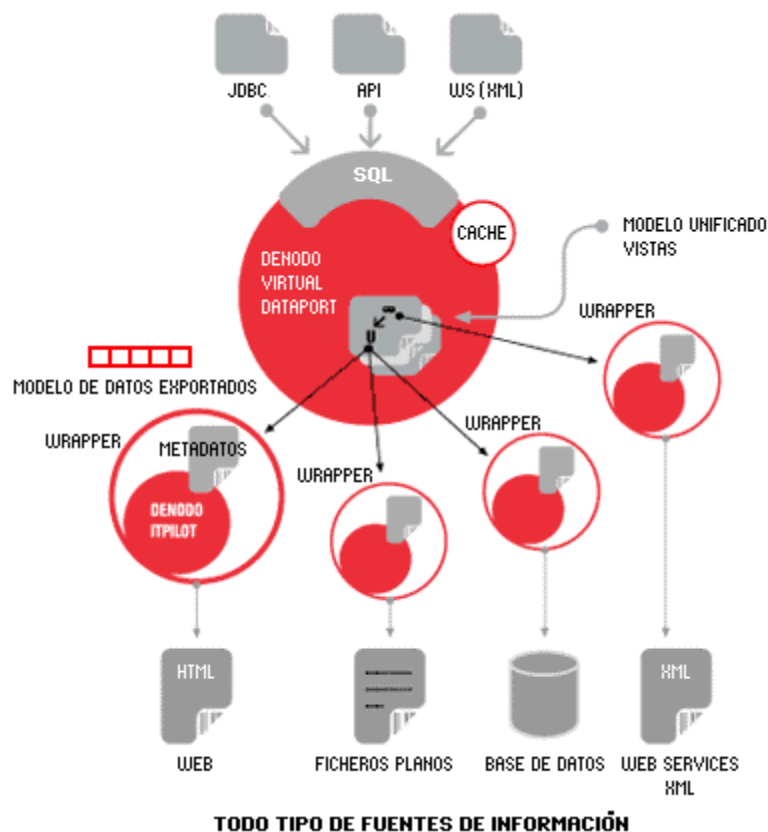 JDBC
API
WS (XML)
SQL
CACHE
MODELO UNIFICADO
VISTAS
DENODO
VIRTUAL
DATAPORT
∞
U
WRAPPER
MODELO DE DATOS EXPORTADOS
WRAPPER
METADATOS
WRAPPER
WRAPPER
DENODO
ITPILOT
HTML
XML
WEB
FICHEROS PLANOS
BASE DE DATOS
WEB SERVICES
XML
TODO TIPO DE FUENTES DE INFORMACIÓN